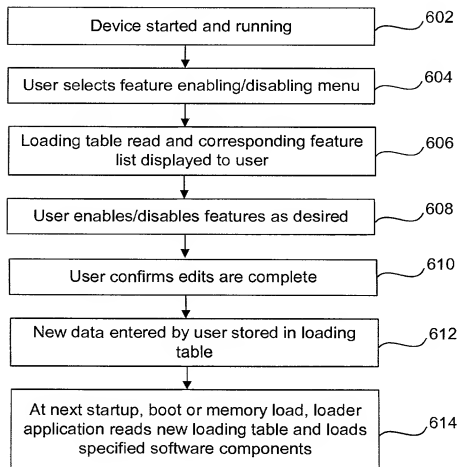 Device started and running
602
User selects feature enabling/disabling menu
604
Loading table read and corresponding feature
list displayed to user
606
User enables/disables features as desired
608
User confirms edits are complete
610
New data entered by user stored in loading
table
612
At next startup, boot or memory load, loader
application reads new loading table and loads
specified software components
614